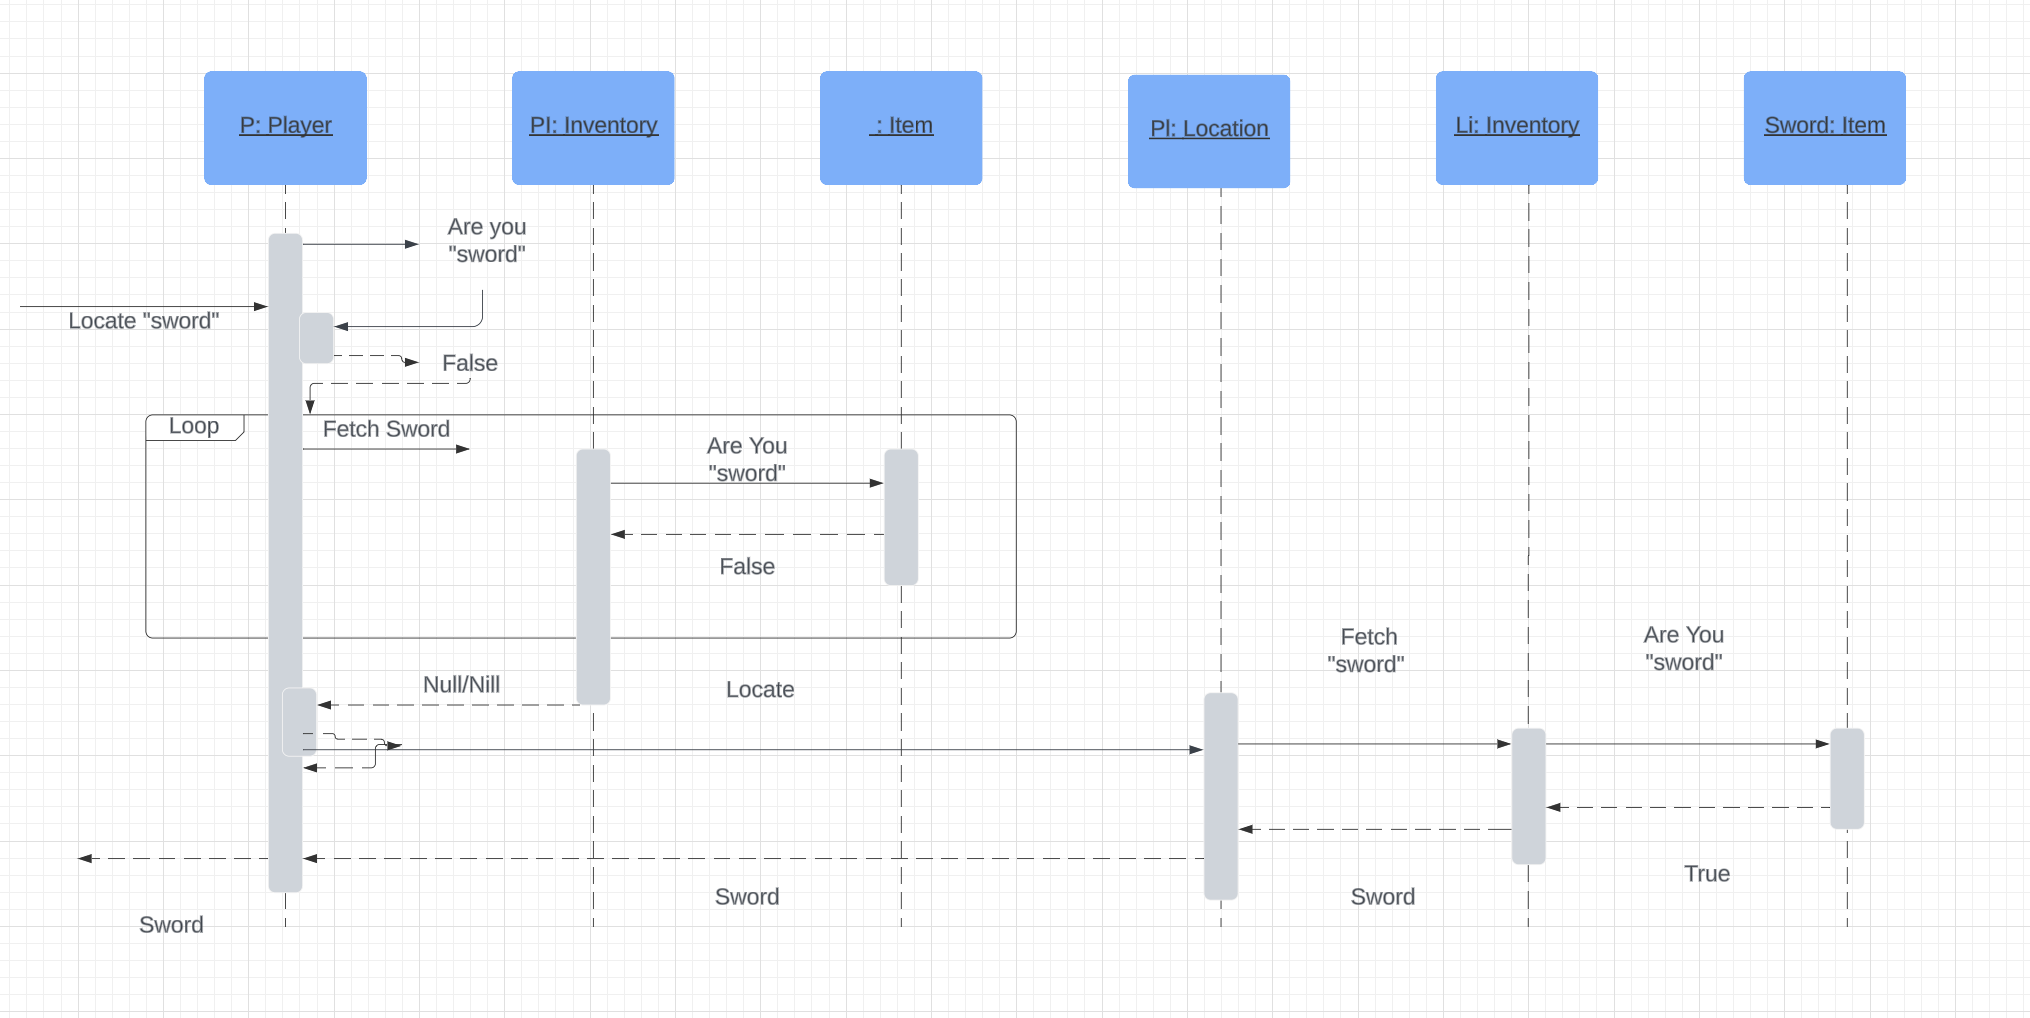 P: Player
PI: Inventory
: Item
Pl: Location
Li: Inventory
Sword: Item
Are you
"sword"
Locate "sword"
False
Loop
Fetch Sword
Are You
"sword"
False
Fetch
"sword"
Are You
"sword"
Null/Nill
Locate
True
Sword
Sword
Sword